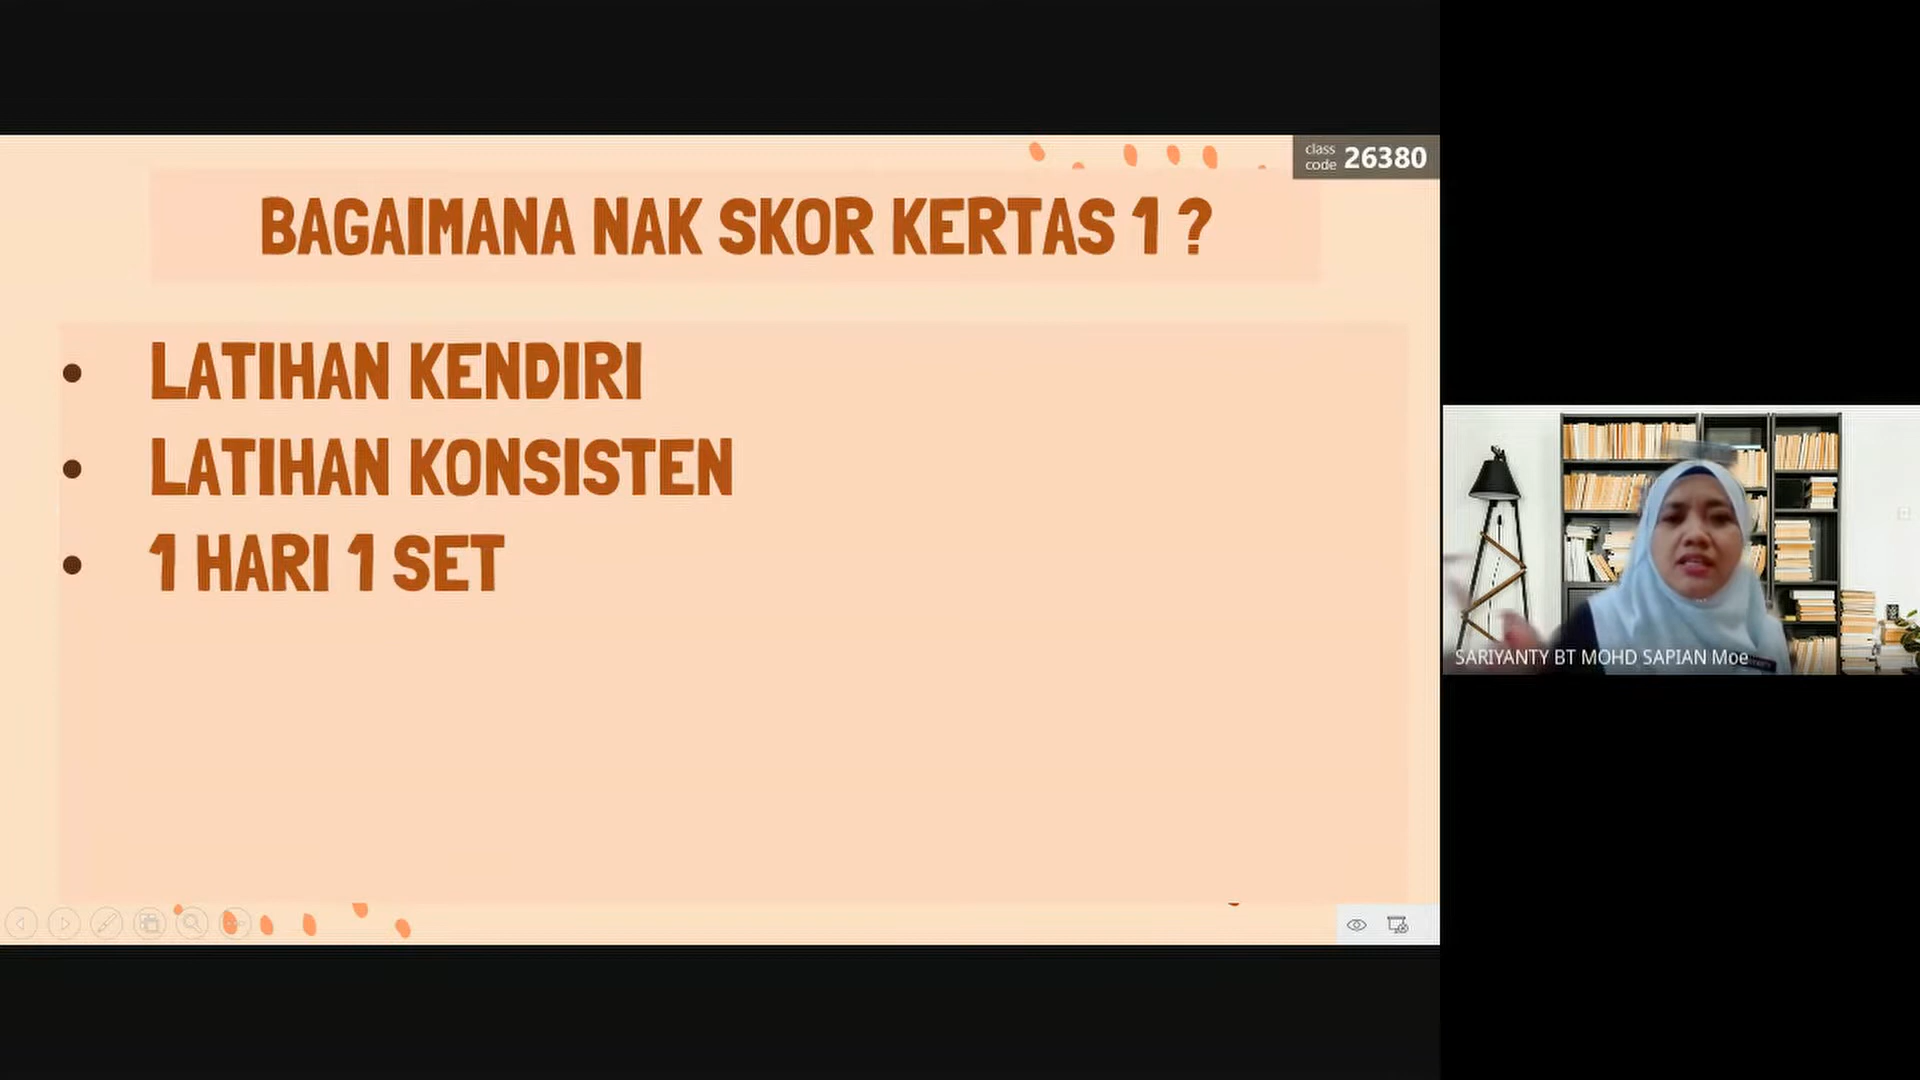 class
code 26380
BAGAIMANA NAK SKOR KERTAS 1 ?
• LATIHAN KENDIRI
• LATIHAN KONSISTEN
• 1 HARI 1 SET
SARIYANTY BT MOHD SAPIAN Moe